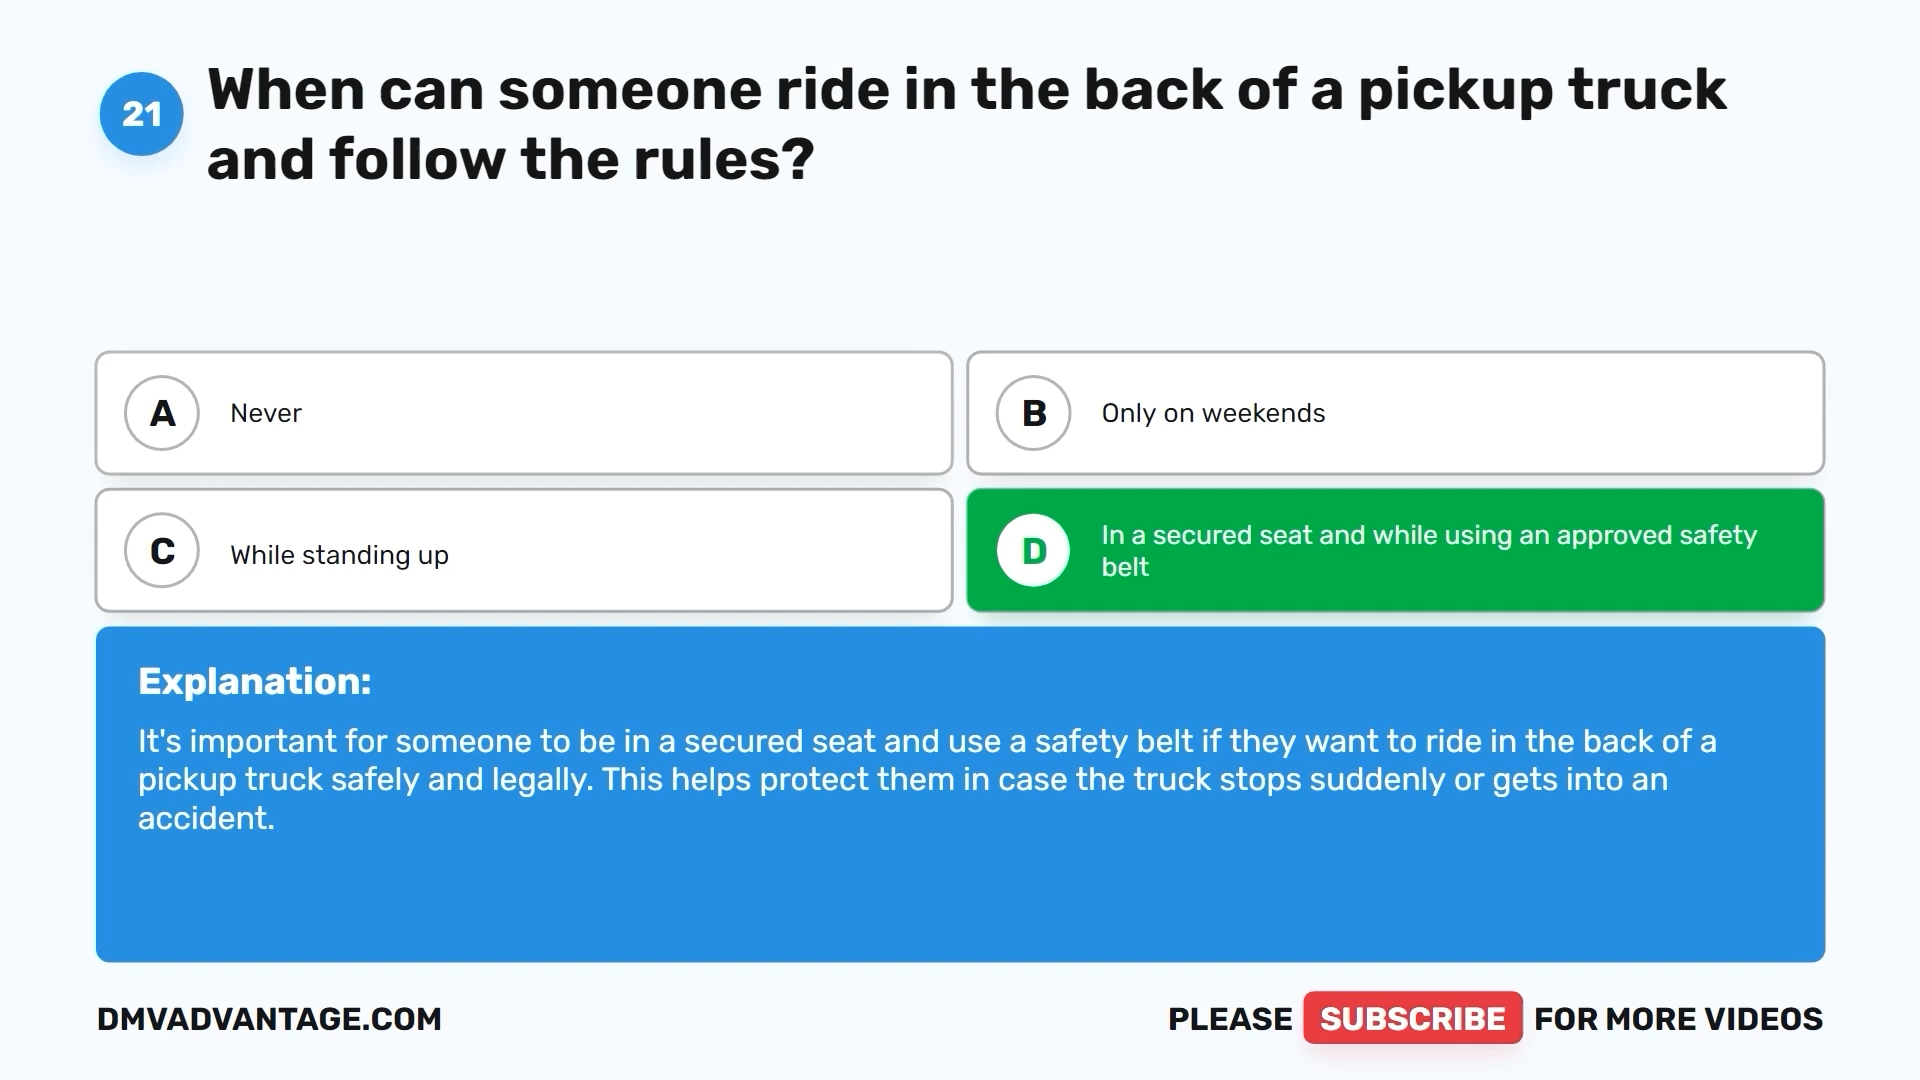 21
When can someone ride in the back of a pickup truck
and follow the rules?
A
Never
B
Only on weekends
C
While standing up
D
In a secured seat and while using an approved safety
belt
Explanation:
It's important for someone to be in a secured seat and use a safety belt if they want to ride in the back of a
pickup truck safely and legally. This helps protect them in case the truck stops suddenly or gets into an
accident.
DMVADVANTAGE.COM
PLEASE SUBSCRIBE FOR MORE VIDEOS